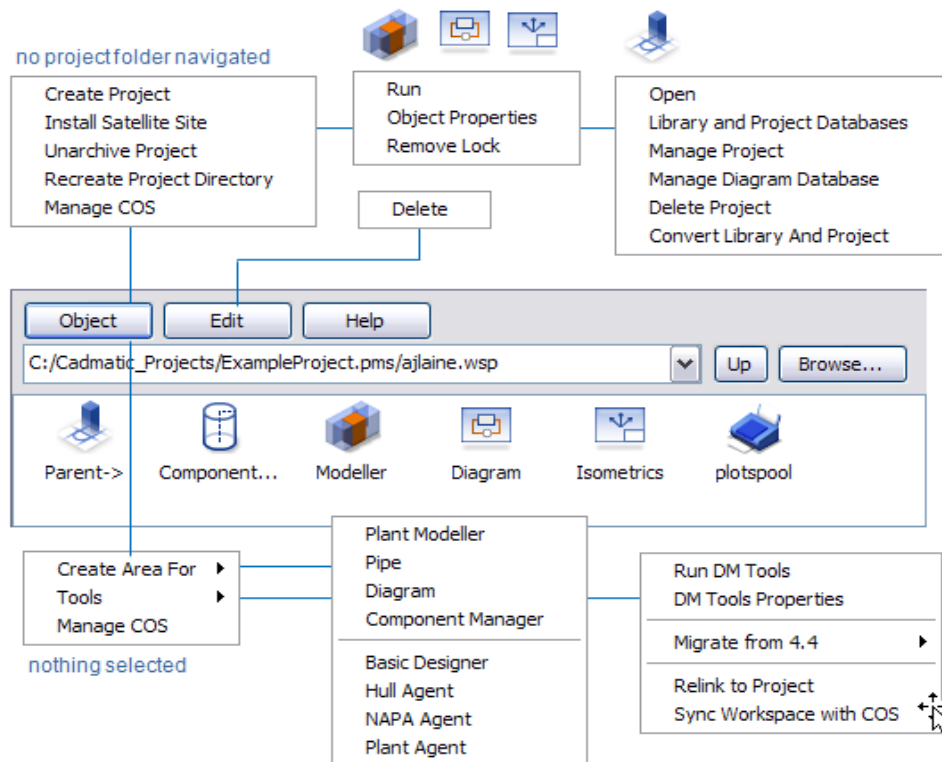 no project folder navigated
Create Project
Install Satellite Site
Unarchive Project
Recreate Project Directory
Manage COS
Run
Object Properties
Remove Lock
Open
Library and Project Databases
Manage Project
Manage Diagram Database
Delete Project
Convert Library And Project
Delete
Object Edit Help
C:/Cadmatic_Projects/ExampleProject.pms/ajlaine.wsp Up Browse...
Parent-> Component... Modeller Diagram Isometrics plotspool
Create Area For
Tools
Manage COS
nothing selected
Plant Modeller
Pipe
Diagram
Component Manager
Basic Designer
Hull Agent
NAPA Agent
Plant Agent
Run DM Tools
DM Tools Properties
Migrate from 4.4
Relink to Project
Sync Workspace with COS